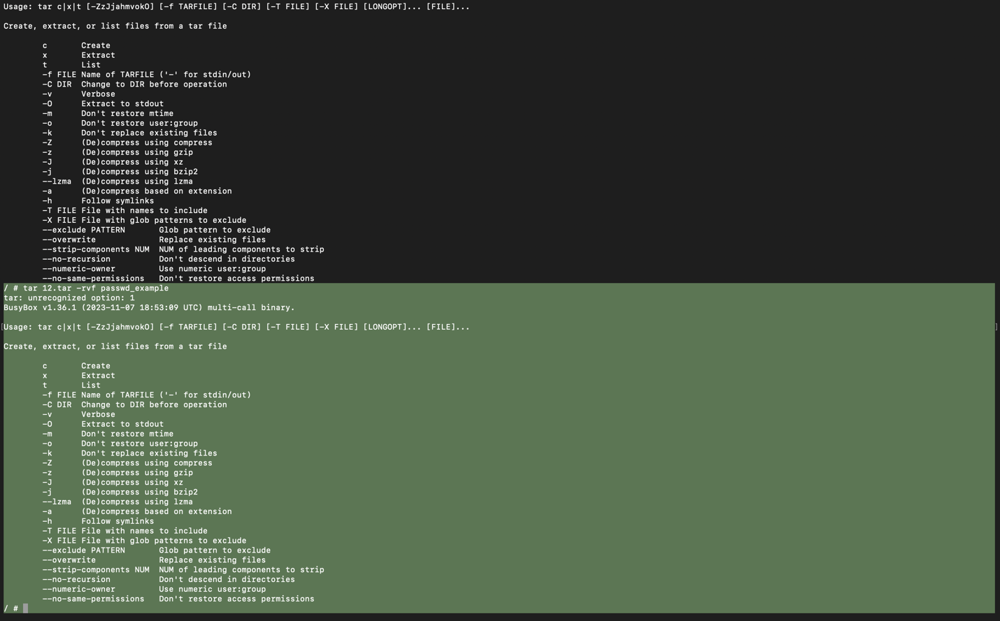 Usage: tar c|x|t [-ZzJjahmvokO] [-f TARFILE] [-C DIR] [-T FILE] [-X FILE] [LONGOPT]... [FILE]...

Create, extract, or list files from a tar file

        c       Create
        x       Extract
        t       List
        -f FILE Name of TARFILE ('-' for stdin/out)
        -C DIR  Change to DIR before operation
        -v      Verbose
        -O      Extract to stdout
        -m      Don't restore mtime
        -o      Don't restore user:group
        -k      Don't replace existing files
        -Z      (De)compress using compress
        -z      (De)compress using gzip
        -J      (De)compress using xz
        -j      (De)compress using bzip2
        --lzma  (De)compress using lzma
        -a      (De)compress based on extension
        -h      Follow symlinks
        -T FILE File with names to include
        -X FILE File with glob patterns to exclude
        --exclude PATTERN       Glob pattern to exclude
        --overwrite             Replace existing files
        --strip-components NUM  NUM of leading components to strip
        --no-recursion          Don't descend in directories
        --numeric-owner         Use numeric user:group
        --no-same-permissions   Don't restore access permissions
/ # tar 12.tar -rvf passwd_example
tar: unrecognized option: 1
BusyBox v1.36.1 (2023-11-07 18:53:09 UTC) multi-call binary.

[Usage: tar c|x|t [-ZzJjahmvokO] [-f TARFILE] [-C DIR] [-T FILE] [-X FILE] [LONGOPT]... [FILE]... ]

Create, extract, or list files from a tar file

        c       Create
        x       Extract
        t       List
        -f FILE Name of TARFILE ('-' for stdin/out)
        -C DIR  Change to DIR before operation
        -v      Verbose
        -O      Extract to stdout
        -m      Don't restore mtime
        -o      Don't restore user:group
        -k      Don't replace existing files
        -Z      (De)compress using compress
        -z      (De)compress using gzip
        -J      (De)compress using xz
        -j      (De)compress using bzip2
        --lzma  (De)compress using lzma
        -a      (De)compress based on extension
        -h      Follow symlinks
        -T FILE File with names to include
        -X FILE File with glob patterns to exclude
        --exclude PATTERN       Glob pattern to exclude
        --overwrite             Replace existing files
        --strip-components NUM  NUM of leading components to strip
        --no-recursion          Don't descend in directories
        --numeric-owner         Use numeric user:group
        --no-same-permissions   Don't restore access permissions
/ #